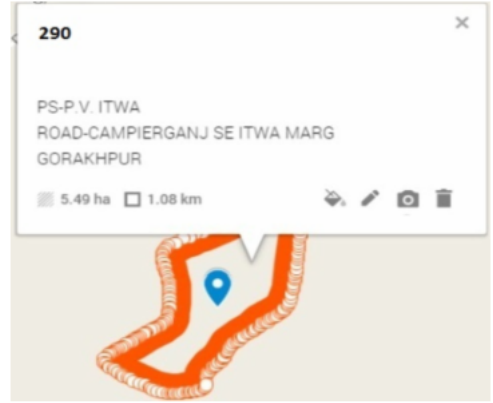 290
PS-P.V. ITWA
ROAD-CAMPIERGANJ SE ITWA MARG
GORAKHPUR
5.49 ha 1.08 km